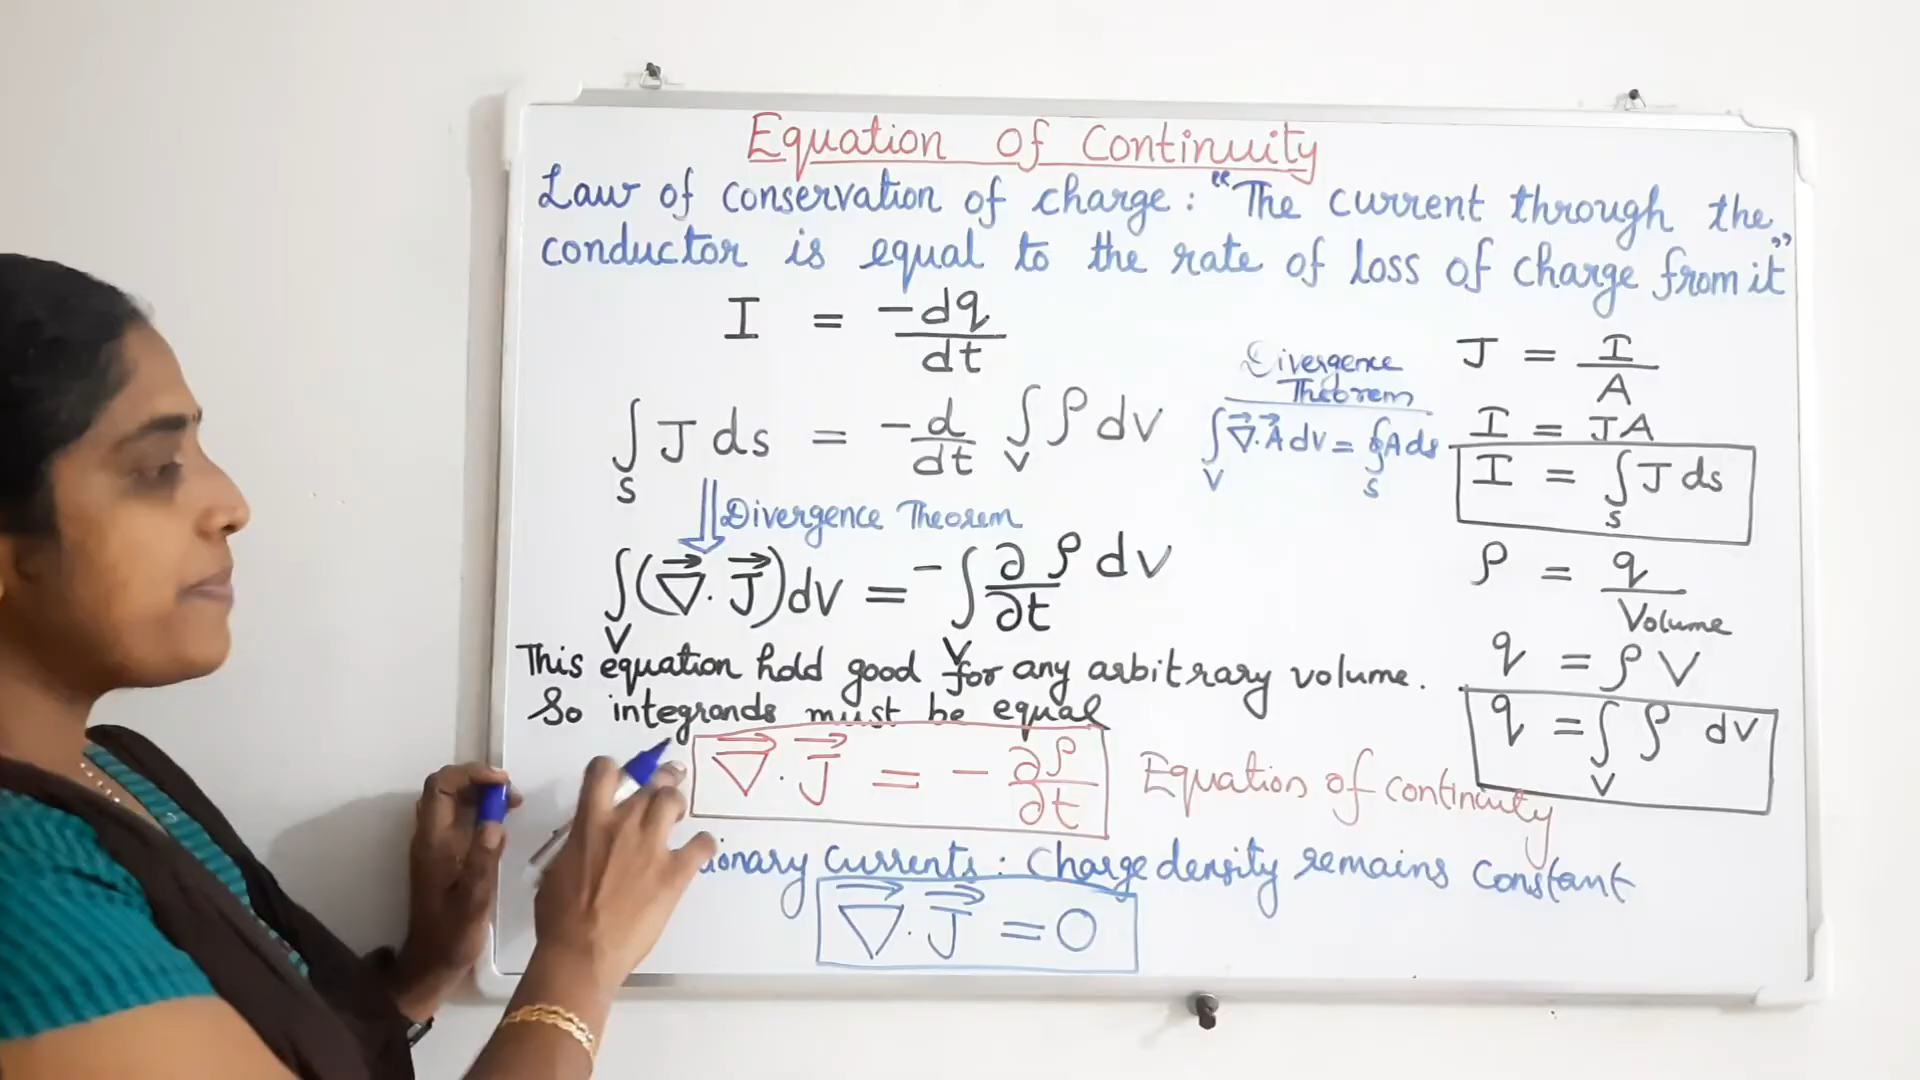 Equation of Continuity
Law of conservation of charge : "The current through the
conductor is equal to the rate of loss of charge from it"
I = -dq/dt
∫_S J ds = -d/dt ∫_V ρ dV
⇓ Divergence Theorem
∫_V (∇⃗ · J⃗) dv = - ∫_V ∂/∂t ρ dV
This equation hold good for any arbitrary volume.
So integrands must be equal
∇⃗ · J⃗ = - ∂ρ/∂t Equation of continuity
currents : Charge density remains constant
∇⃗ · J⃗ = 0
Divergence
Theorem
∫_V ∇⃗ · A⃗ dv = ∮_S A ds
J = I/A
I = JA
I = ∫_S J ds
ρ = q/Volume
q = ρ V
q = ∫_V ρ dV